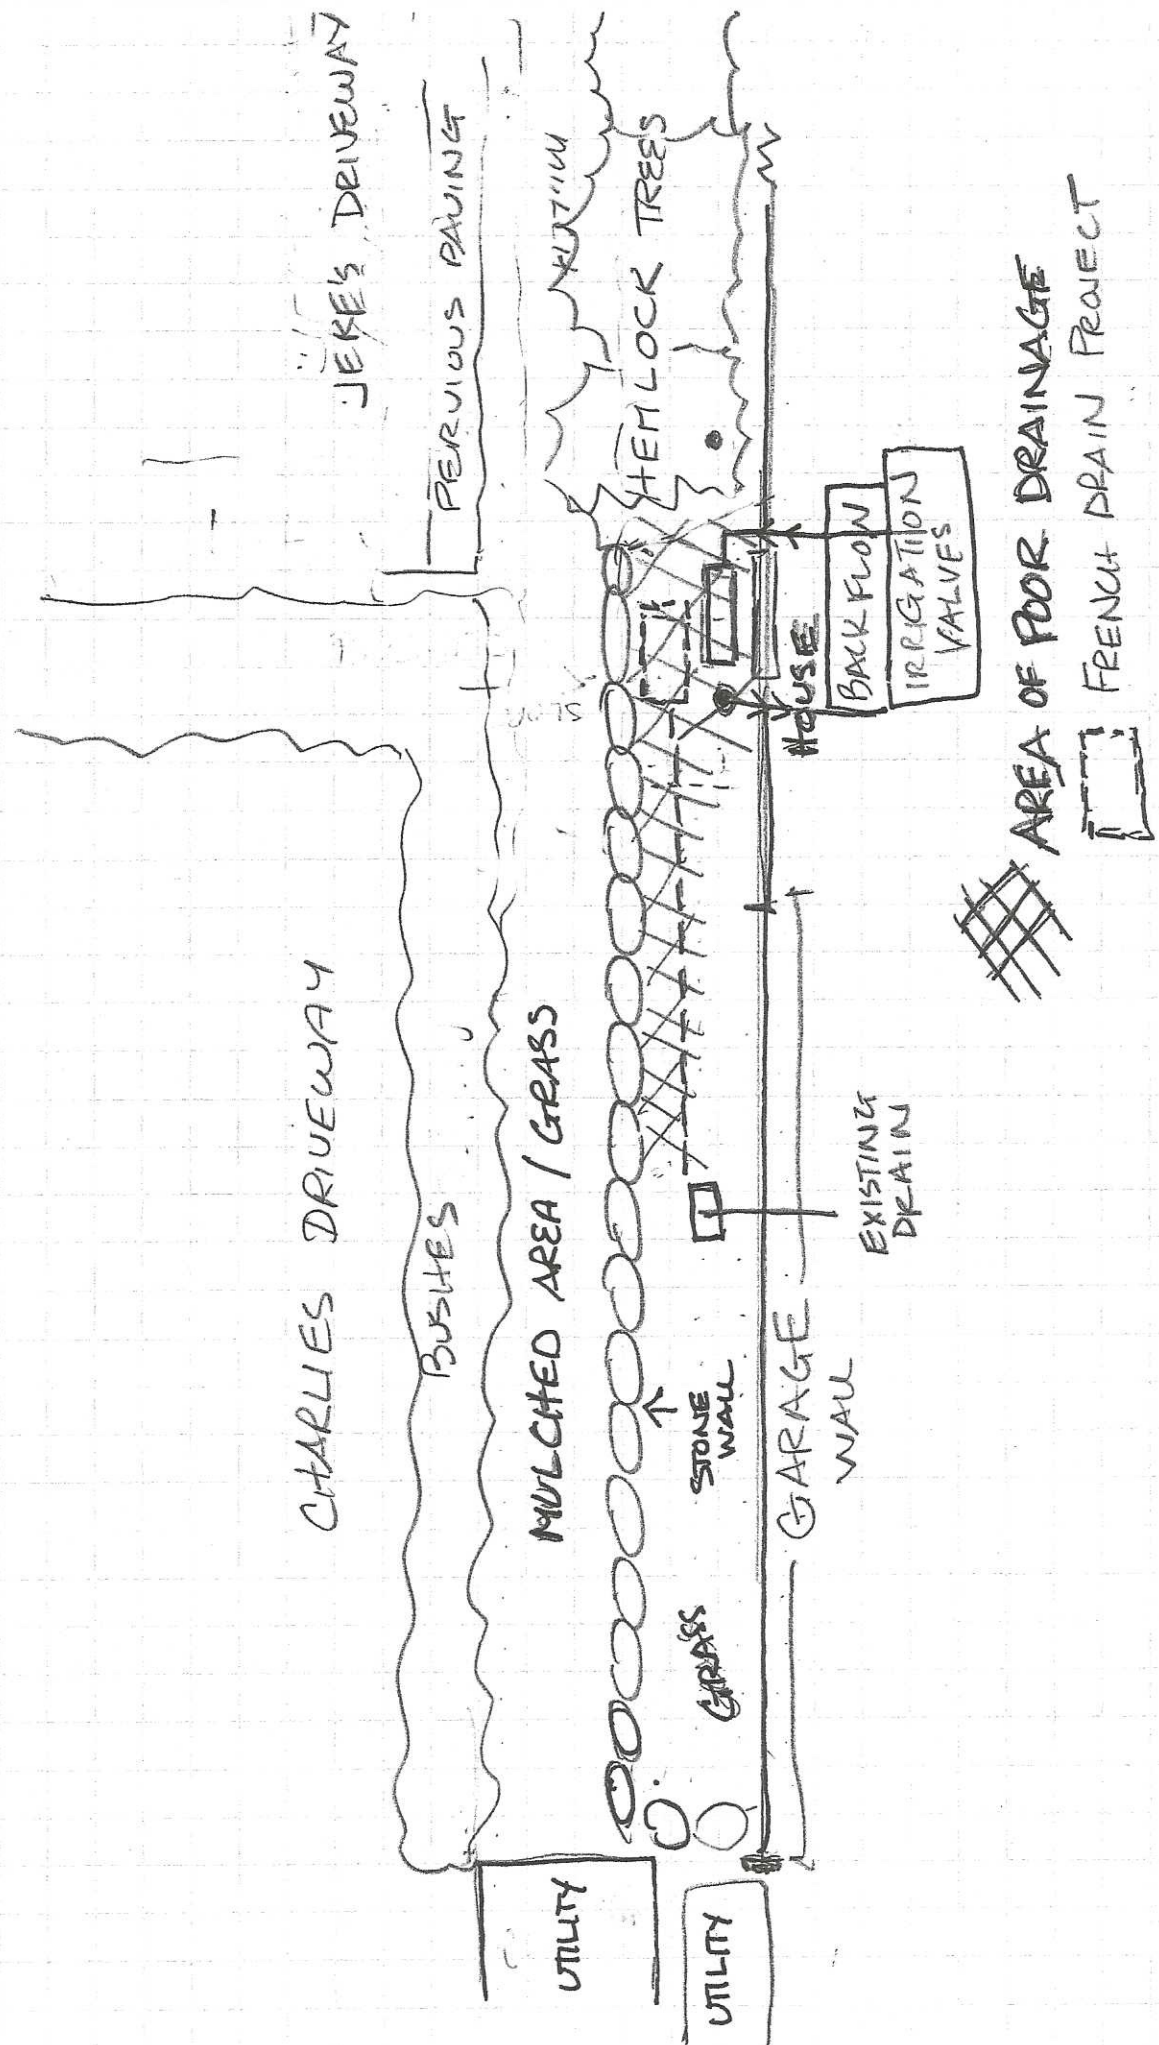 JERE'S DRIVEWAY
PERVIOUS PAVING
HEMLOCK TREES
CHARLIES DRIVEWAY
BUSHES
MULCHED AREA / GRASS
STONE
WALL
GRASS
UTILITY
UTILITY
GARAGE
WALL
EXISTING
DRAIN
HOUSE
BACKFLOW
IRRIGATION
VALVES
AREA OF POOR DRAINAGE
FRENCH DRAIN PROJECT